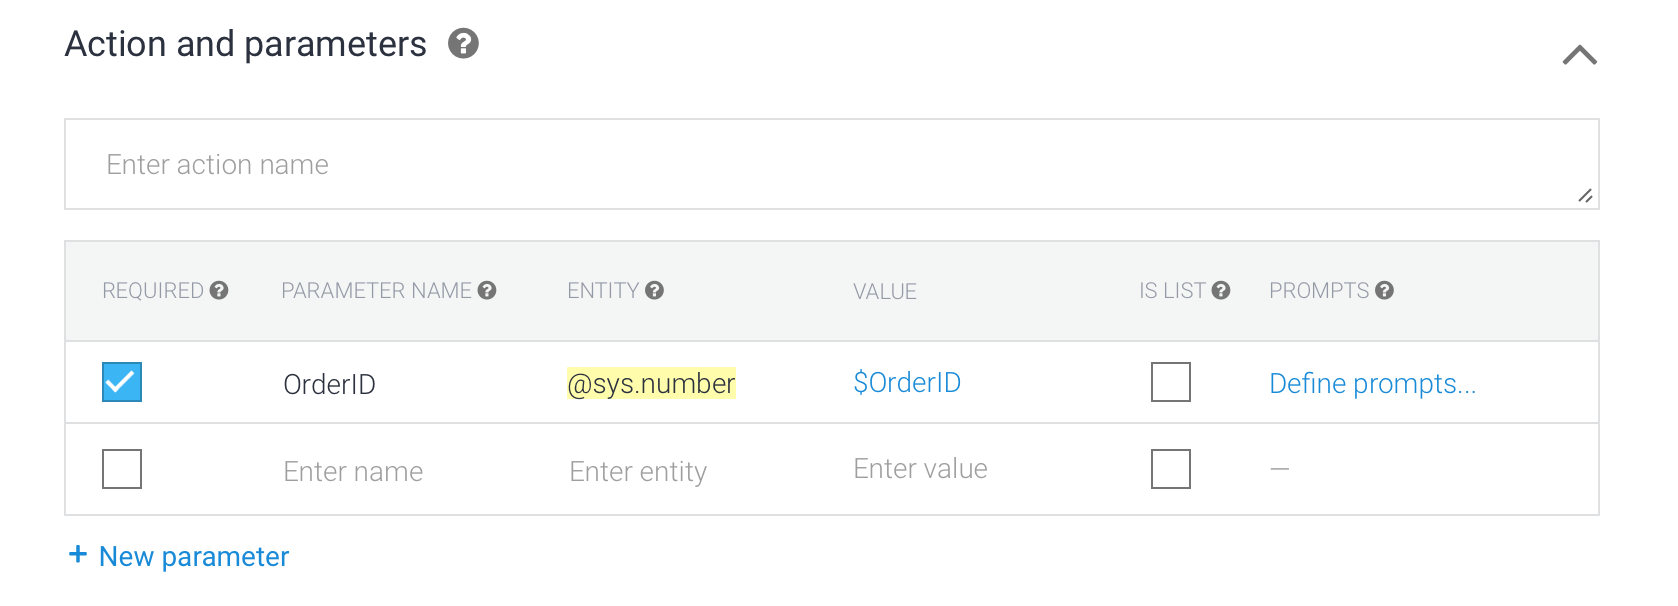 Action and parameters ?
Enter action name
REQUIRED ? PARAMETER NAME ? ENTITY ? VALUE IS LIST ? PROMPTS ?
OrderID @sys.number $OrderID Define prompts...
Enter name Enter entity Enter value –
+ New parameter